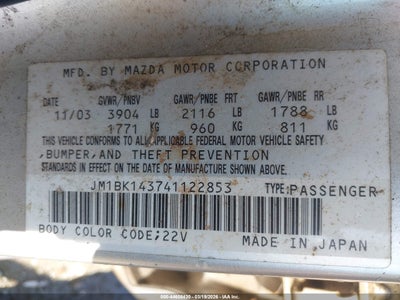 MFD. BY MAZDA MOTOR CORPORATION
DATE GVWR/PNBV GAWR/PNBE FRT GAWR/PNBE RR
11/03 3904 LB 2116 LB 1788 LB
1771 KG 960 KG 811 KG
THIS VEHICLE CONFORMS TO ALL APPLICABLE FEDERAL MOTOR VEHICLE SAFETY
,BUMPER,AND THEFT PREVENTION
STANDARDS IN EFFECT ON THE DATE OF MANUFACTURE SHOWN ABOVE.
JM1BK143741122853 TYPE:PASSENGER
BODY COLOR CODE;22V MADE IN JAPAN